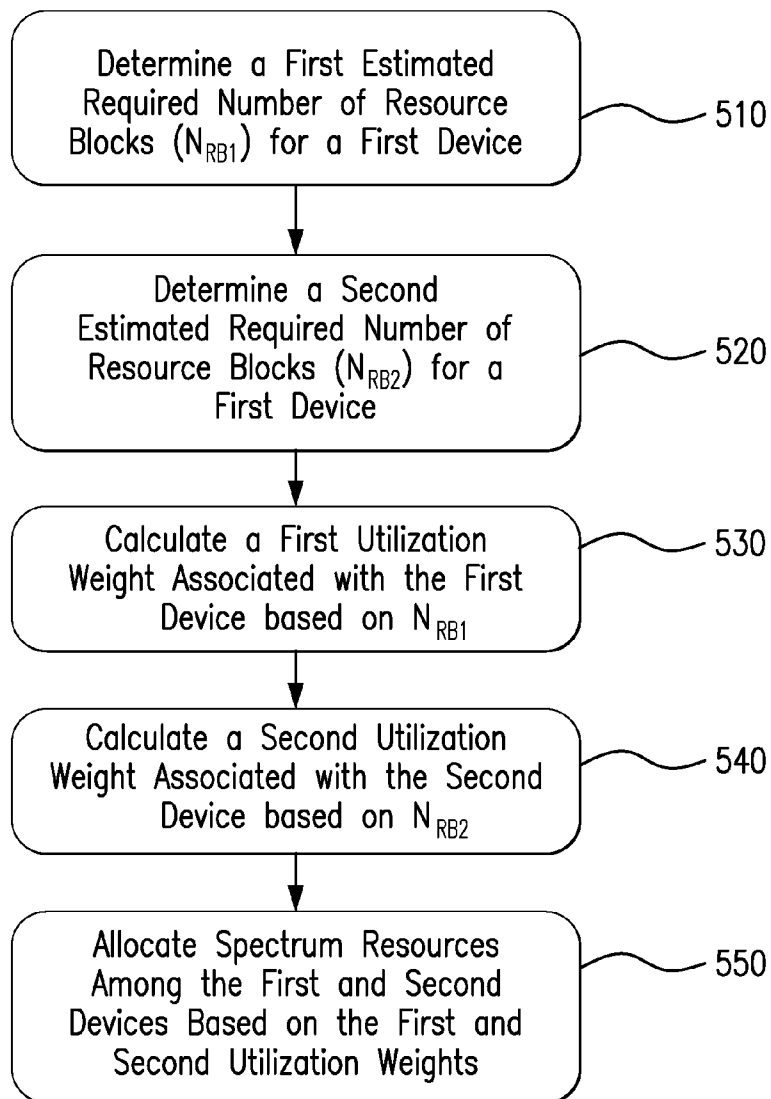 Determine a First Estimated
Required Number of Resource
Blocks (N_RB1) for a First Device
510
Determine a Second
Estimated Required Number of
Resource Blocks (N_RB2) for a
First Device
520
Calculate a First Utilization
Weight Associated with the First
Device based on N_RB1
530
Calculate a Second Utilization
Weight Associated with the Second
Device based on N_RB2
540
Allocate Spectrum Resources
Among the First and Second
Devices Based on the First and
Second Utilization Weights
550